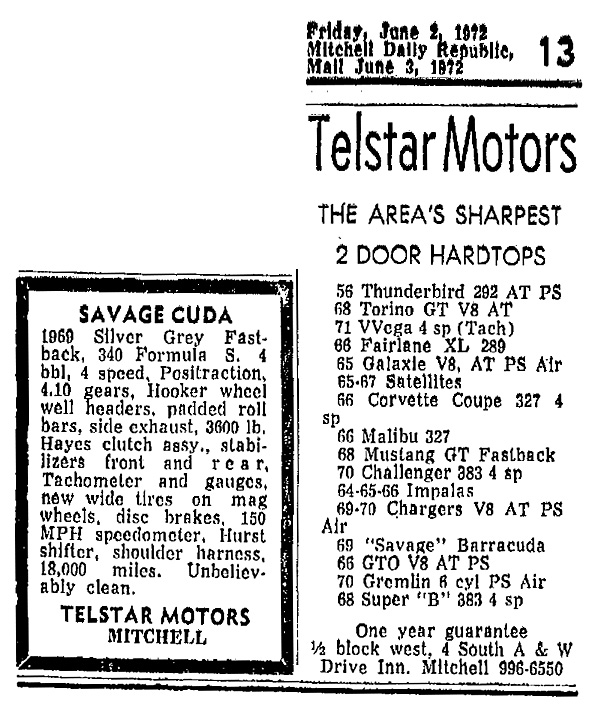 Friday, June 2, 1972
Mitchell Daily Republic,
Mail June 3, 1972
13
Telstar Motors
THE AREA'S SHARPEST
2 DOOR HARDTOPS
56 Thunderbird 292 AT PS
68 Torino GT V8 AT
71 VVega 4 sp (Tach)
66 Fairlane XL 289
65 Galaxie V8, AT PS Air
65-67 Satellites
66 Corvette Coupe 327 4
sp
66 Malibu 327
68 Mustang GT Fastback
70 Challenger 383 4 sp
64-65-66 Impalas
69-70 Chargers V8 AT PS
Air
69 "Savage" Barracuda
66 GTO V8 AT PS
70 Gremlin 6 cyl PS Air
68 Super "B" 383 4 sp
One year guarantee
½ block west, 4 South A & W
Drive Inn. Mitchell 996-6550
SAVAGE CUDA
1969 Silver Grey Fast-
back, 340 Formula S. 4
bbl, 4 speed, Positraction,
4.10 gears, Hooker wheel
well headers, padded roll
bars, side exhaust, 3600 lb.
Hayes clutch assy., stabi-
lizers front and rear,
Tachometer and gauges,
new wide tires on mag
wheels, disc brakes, 150
MPH speedometer, Hurst
shifter, shoulder harness,
18,000 miles. Unbeliev-
ably clean.
TELSTAR MOTORS
MITCHELL